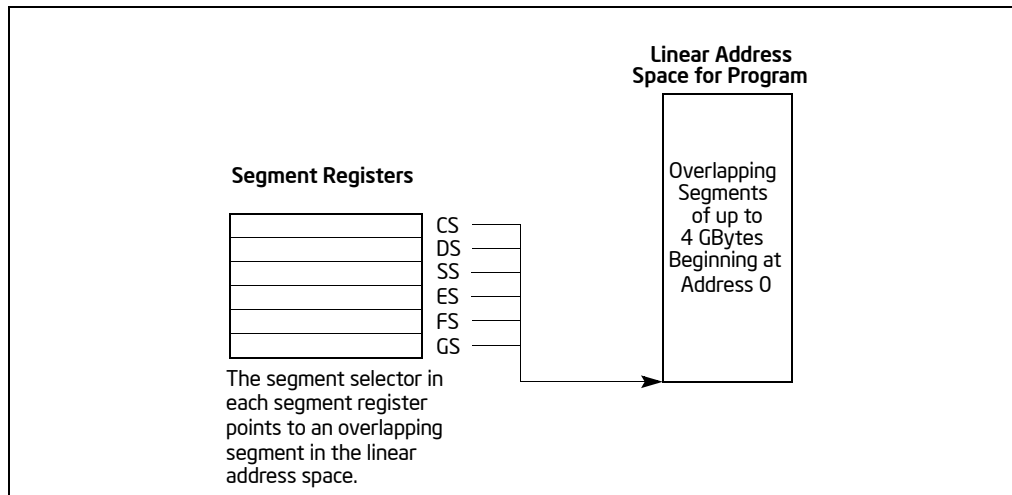 Linear Address
Space for Program
Overlapping
Segments
of up to
4 GBytes
Beginning at
Address 0
Segment Registers
CS
DS
SS
ES
FS
GS
The segment selector in
each segment register
points to an overlapping
segment in the linear
address space.